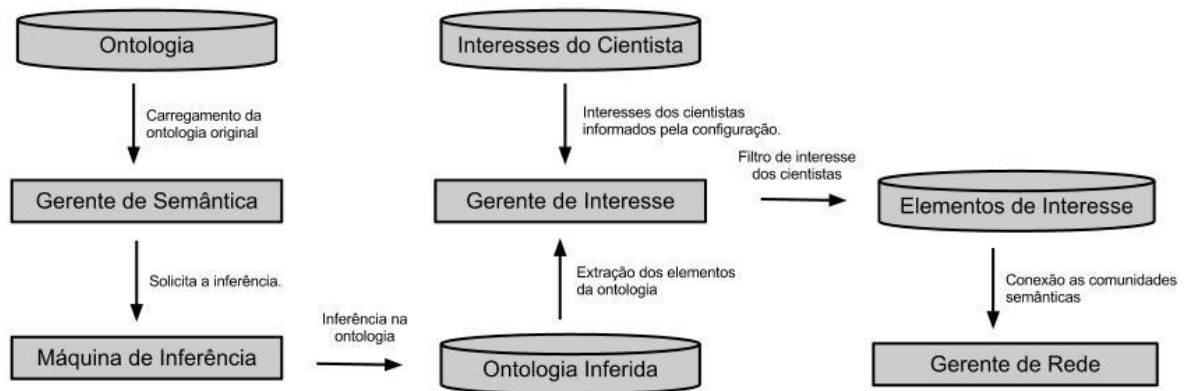 Ontologia
Interesses do Cientista
Carregamento da
ontologia original
Interesses dos cientistas
informados pela configuração.
Filtro de interesse
dos cientistas
Gerente de Semântica
Gerente de Interesse
Elementos de Interesse
Solicita a inferência.
Extração dos elementos
da ontologia
Conexão as comunidades
semânticas
Inferência na
ontologia
Máquina de Inferência
Ontologia Inferida
Gerente de Rede